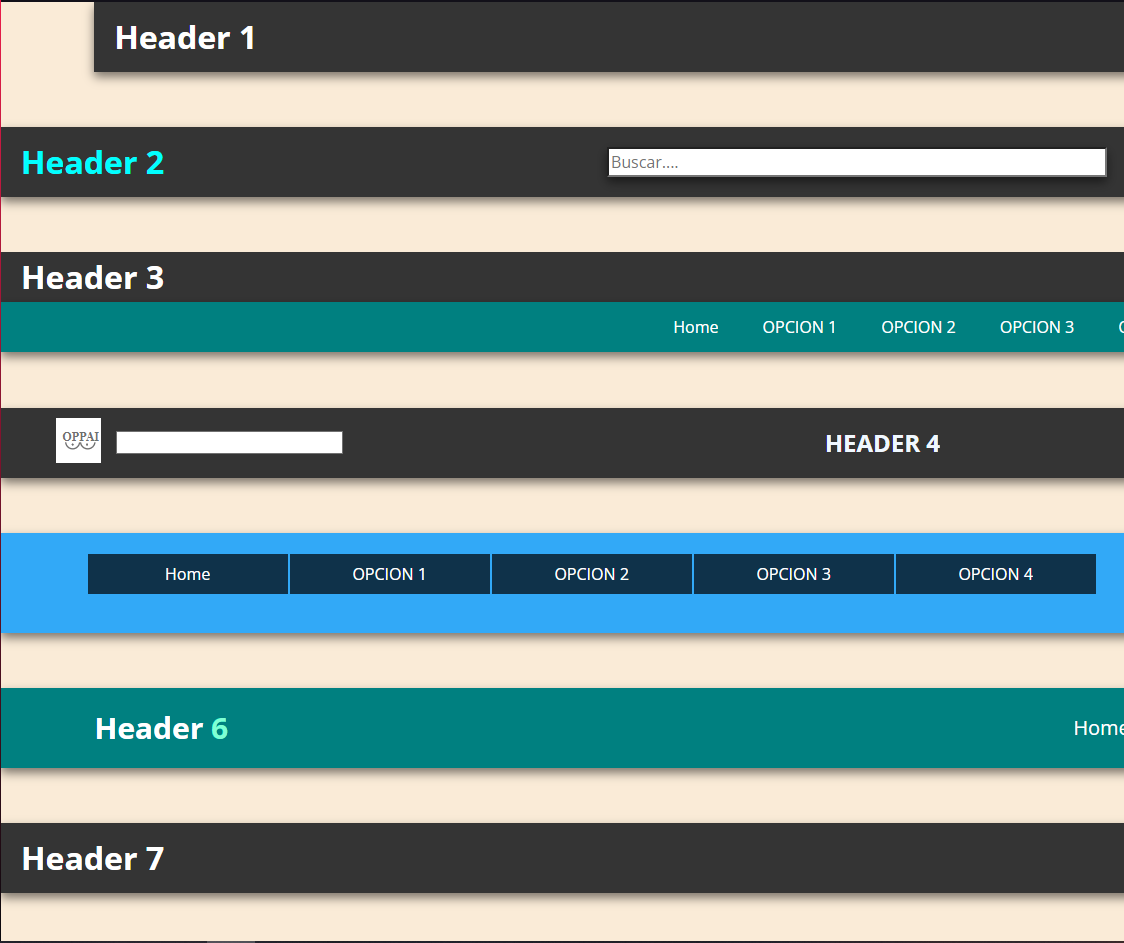 Header 1
Header 2
Buscar....
Header 3
Home OPCION 1 OPCION 2 OPCION 3
OPPAI
HEADER 4
Home OPCION 1 OPCION 2 OPCION 3 OPCION 4
Header 6
Home
Header 7